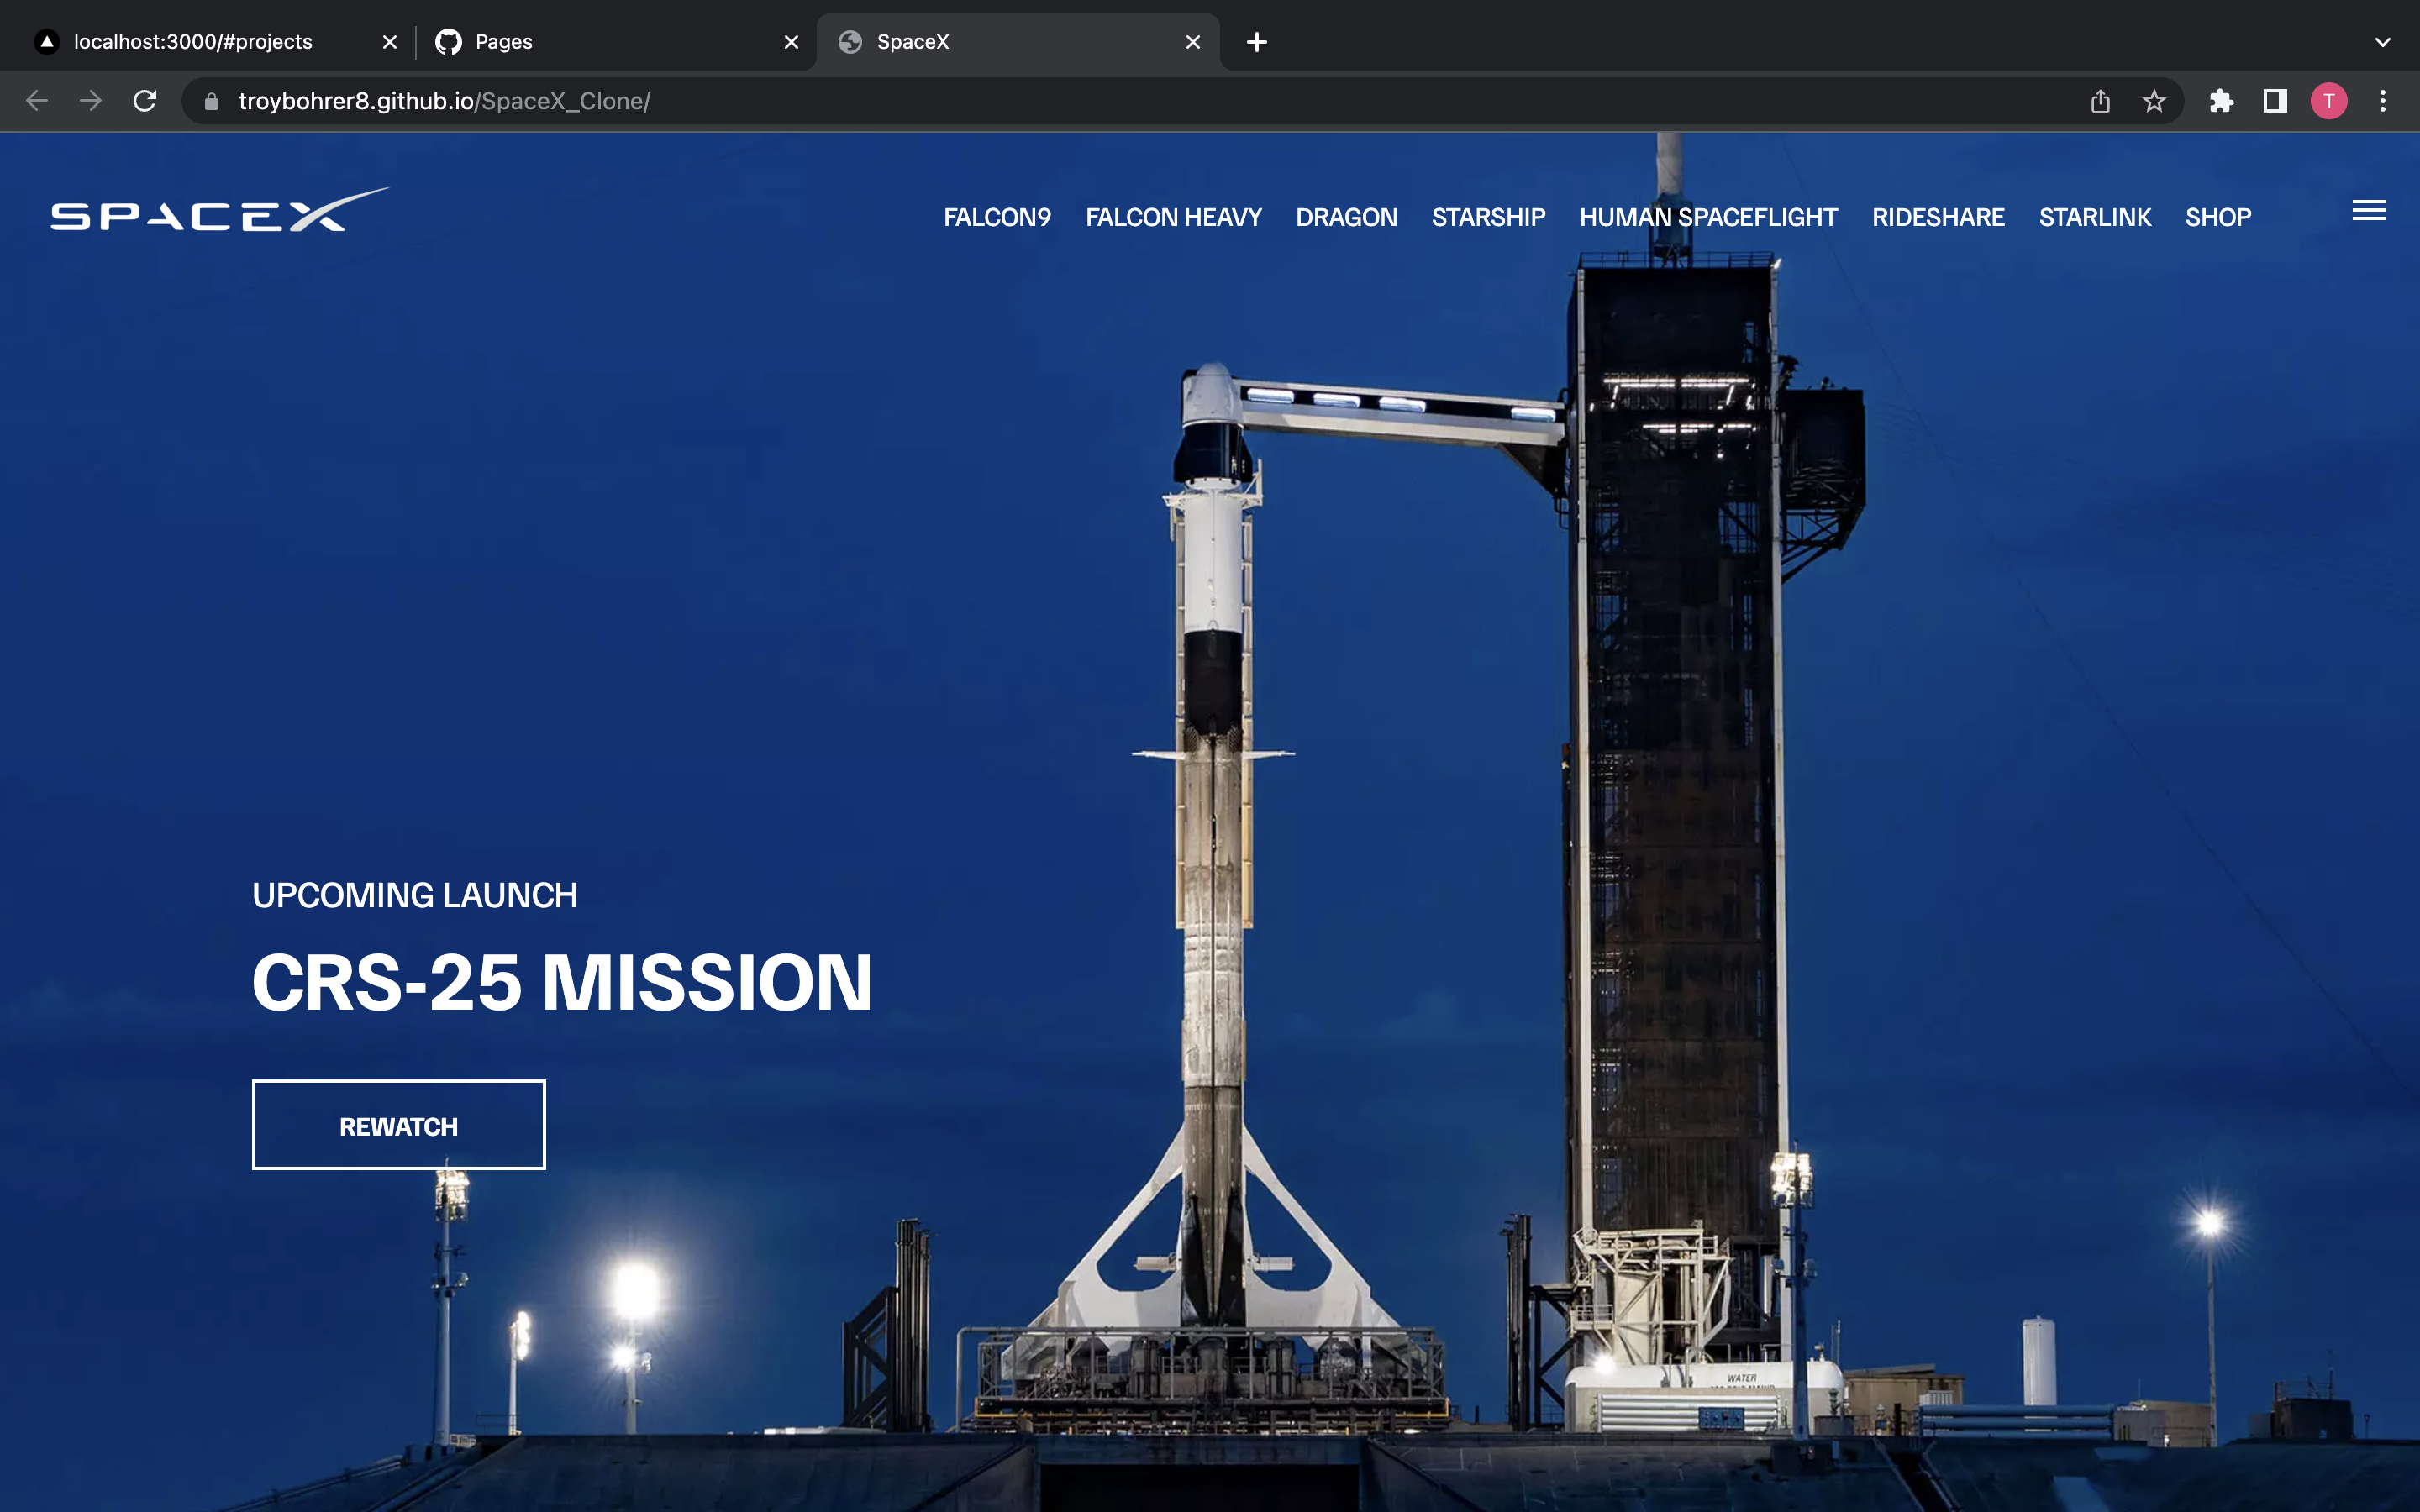 localhost:3000/#projects
Pages
SpaceX
troybohrer8.github.io/SpaceX_Clone/
T
SPACEX
FALCON9 FALCON HEAVY DRAGON STARSHIP HUMAN SPACEFLIGHT RIDESHARE STARLINK SHOP
UPCOMING LAUNCH
CRS-25 MISSION
REWATCH
WATER